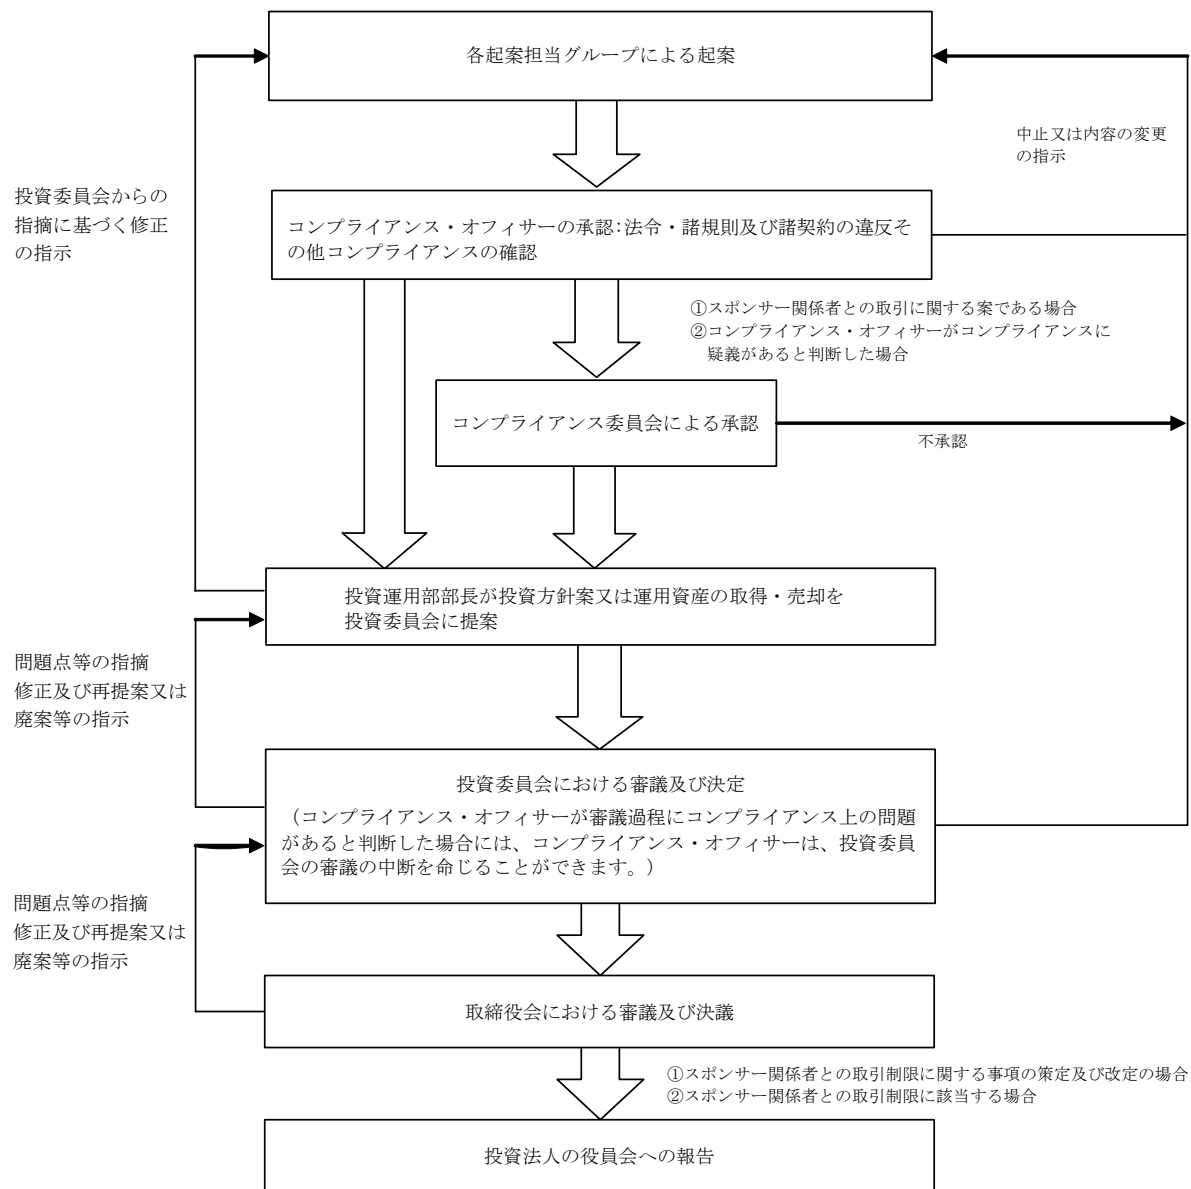 各起案担当グループによる起案
中止又は内容の変更
の指示
投資委員会からの
指摘に基づく修正
の指示
コンプライアンス・オフィサーの承認:法令・諸規則及び諸契約の違反そ
の他コンプライアンスの確認
①スポンサー関係者との取引に関する案である場合
②コンプライアンス・オフィサーがコンプライアンスに
疑義があると判断した場合
コンプライアンス委員会による承認
不承認
投資運用部部長が投資方針案又は運用資産の取得・売却を
投資委員会に提案
問題点等の指摘
修正及び再提案又は
廃案等の指示
投資委員会における審議及び決定
（コンプライアンス・オフィサーが審議過程にコンプライアンス上の問題
があると判断した場合には、コンプライアンス・オフィサーは、投資委員
会の審議の中断を命じることができます。）
問題点等の指摘
修正及び再提案又は
廃案等の指示
取締役会における審議及び決議
①スポンサー関係者との取引制限に関する事項の策定及び改定の場合
②スポンサー関係者との取引制限に該当する場合
投資法人の役員会への報告